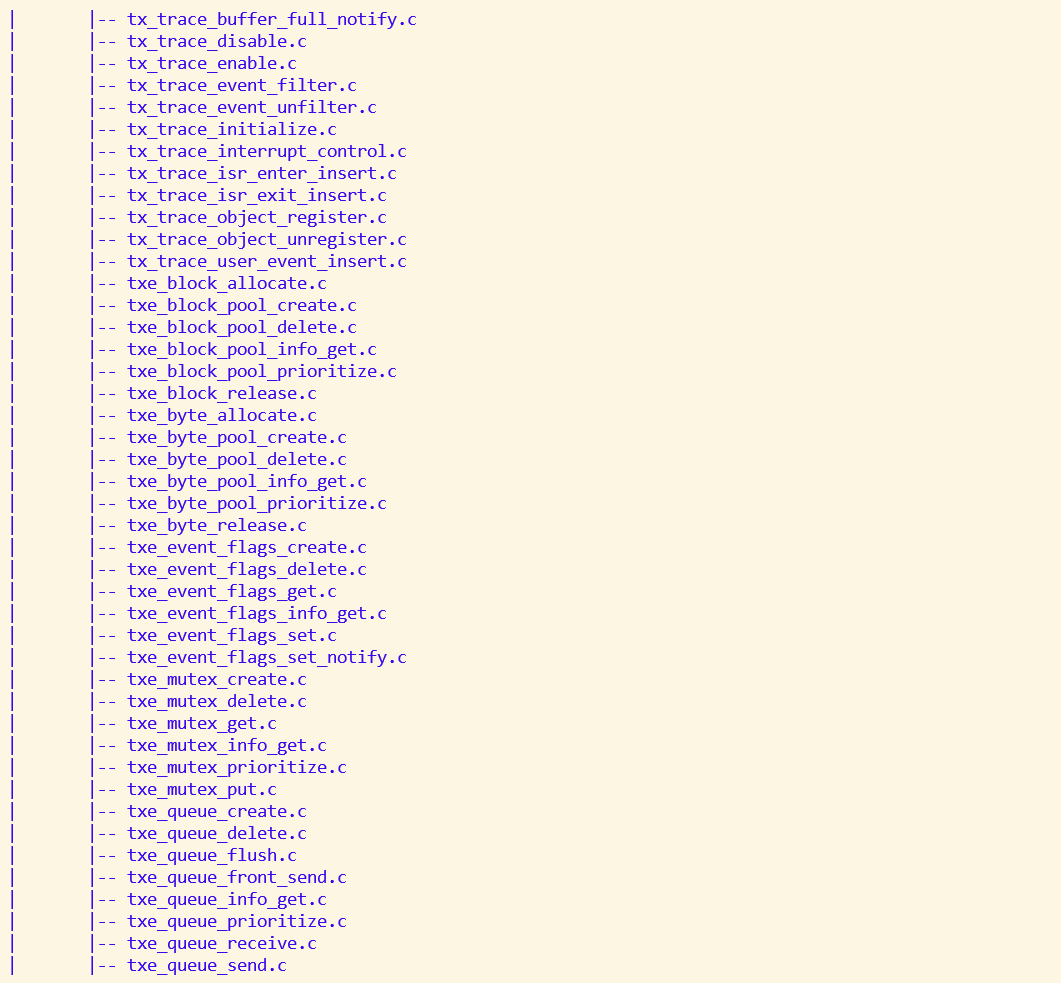 |       |-- tx_trace_buffer_full_notify.c
|       |-- tx_trace_disable.c
|       |-- tx_trace_enable.c
|       |-- tx_trace_event_filter.c
|       |-- tx_trace_event_unfilter.c
|       |-- tx_trace_initialize.c
|       |-- tx_trace_interrupt_control.c
|       |-- tx_trace_isr_enter_insert.c
|       |-- tx_trace_isr_exit_insert.c
|       |-- tx_trace_object_register.c
|       |-- tx_trace_object_unregister.c
|       |-- tx_trace_user_event_insert.c
|       |-- txe_block_allocate.c
|       |-- txe_block_pool_create.c
|       |-- txe_block_pool_delete.c
|       |-- txe_block_pool_info_get.c
|       |-- txe_block_pool_prioritize.c
|       |-- txe_block_release.c
|       |-- txe_byte_allocate.c
|       |-- txe_byte_pool_create.c
|       |-- txe_byte_pool_delete.c
|       |-- txe_byte_pool_info_get.c
|       |-- txe_byte_pool_prioritize.c
|       |-- txe_byte_release.c
|       |-- txe_event_flags_create.c
|       |-- txe_event_flags_delete.c
|       |-- txe_event_flags_get.c
|       |-- txe_event_flags_info_get.c
|       |-- txe_event_flags_set.c
|       |-- txe_event_flags_set_notify.c
|       |-- txe_mutex_create.c
|       |-- txe_mutex_delete.c
|       |-- txe_mutex_get.c
|       |-- txe_mutex_info_get.c
|       |-- txe_mutex_prioritize.c
|       |-- txe_mutex_put.c
|       |-- txe_queue_create.c
|       |-- txe_queue_delete.c
|       |-- txe_queue_flush.c
|       |-- txe_queue_front_send.c
|       |-- txe_queue_info_get.c
|       |-- txe_queue_prioritize.c
|       |-- txe_queue_receive.c
|       |-- txe_queue_send.c